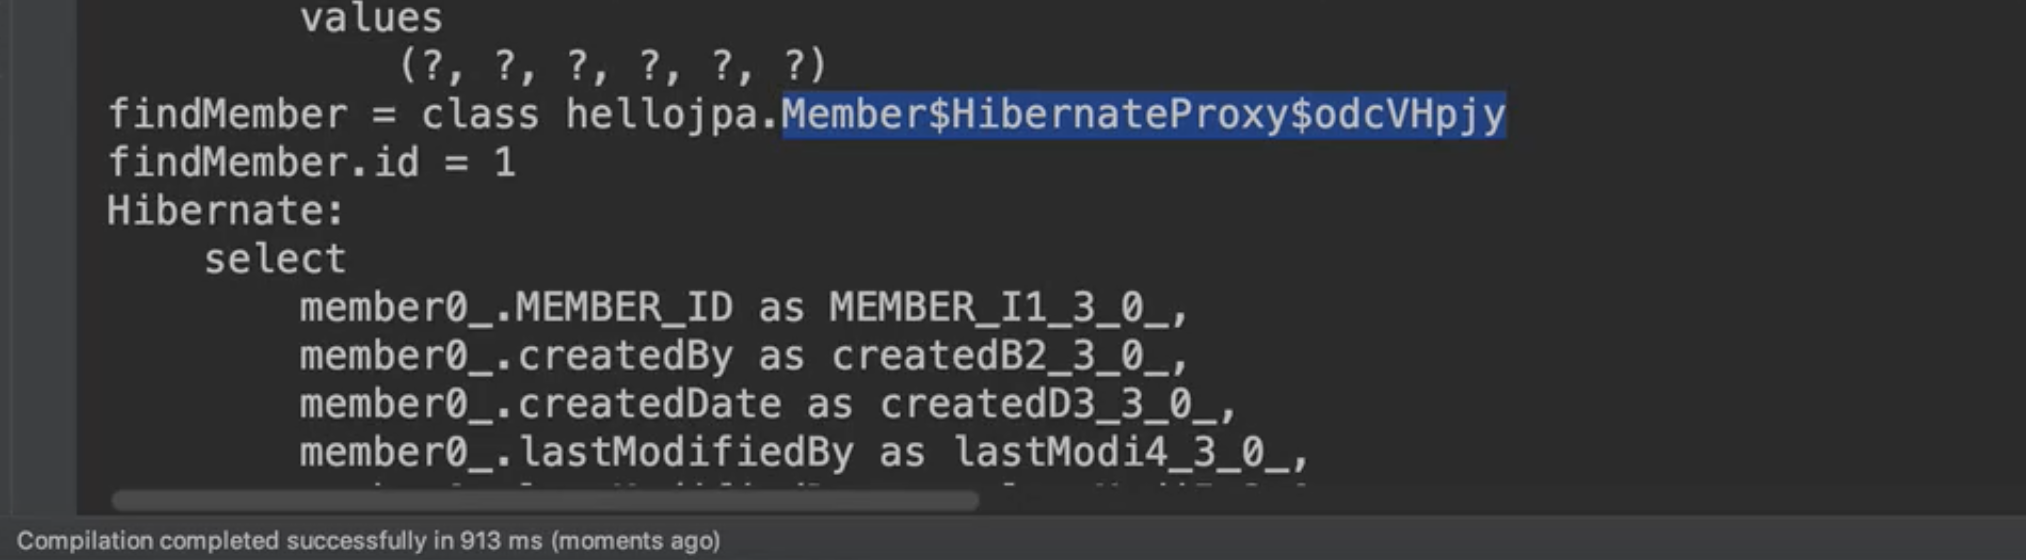 values
(?, ?, ?, ?, ?, ?)
findMember = class hellojpa.Member$HibernateProxy$odcVHpjy
findMember.id = 1
Hibernate:
select
member0_.MEMBER_ID as MEMBER_I1_3_0_,
member0_.createdBy as createdB2_3_0_,
member0_.createdDate as createdD3_3_0_,
member0_.lastModifiedBy as lastModi4_3_0_,
Compilation completed successfully in 913 ms (moments ago)